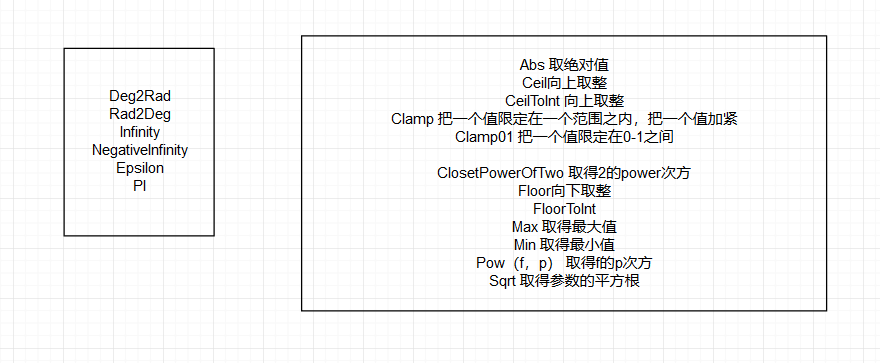 Deg2Rad
Rad2Deg
Infinity
NegativeInfinity
Epsilon
PI
Abs 取绝对值
Ceil向上取整
CeilToInt 向上取整
Clamp 把一个值限定在一个范围之内，把一个值加紧
Clamp01 把一个值限定在0-1之间
ClosetPowerOfTwo 取得2的power次方
Floor向下取整
FloorToInt
Max 取得最大值
Min 取得最小值
Pow（f，p） 取得f的p次方
Sqrt 取得参数的平方根